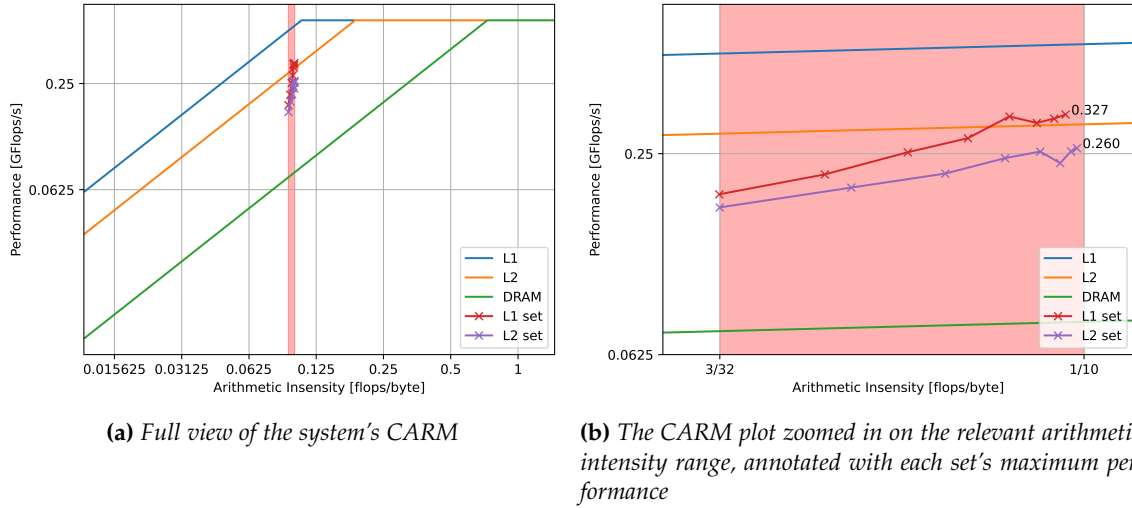 Performance [GFlops/s]
0.25
0.0625
L1
L2
DRAM
L1 set
L2 set
0.015625 0.03125 0.0625 0.125 0.25 0.5 1
Arithmetic Insensity [flops/byte]
(a) Full view of the system's CARM
Performance [GFlops/s]
0.25
0.0625
0.327
0.260
L1
L2
DRAM
L1 set
L2 set
3/32 1/10
Arithmetic Insensity [flops/byte]
(b) The CARM plot zoomed in on the relevant arithmeti
intensity range, annotated with each set's maximum per
formance